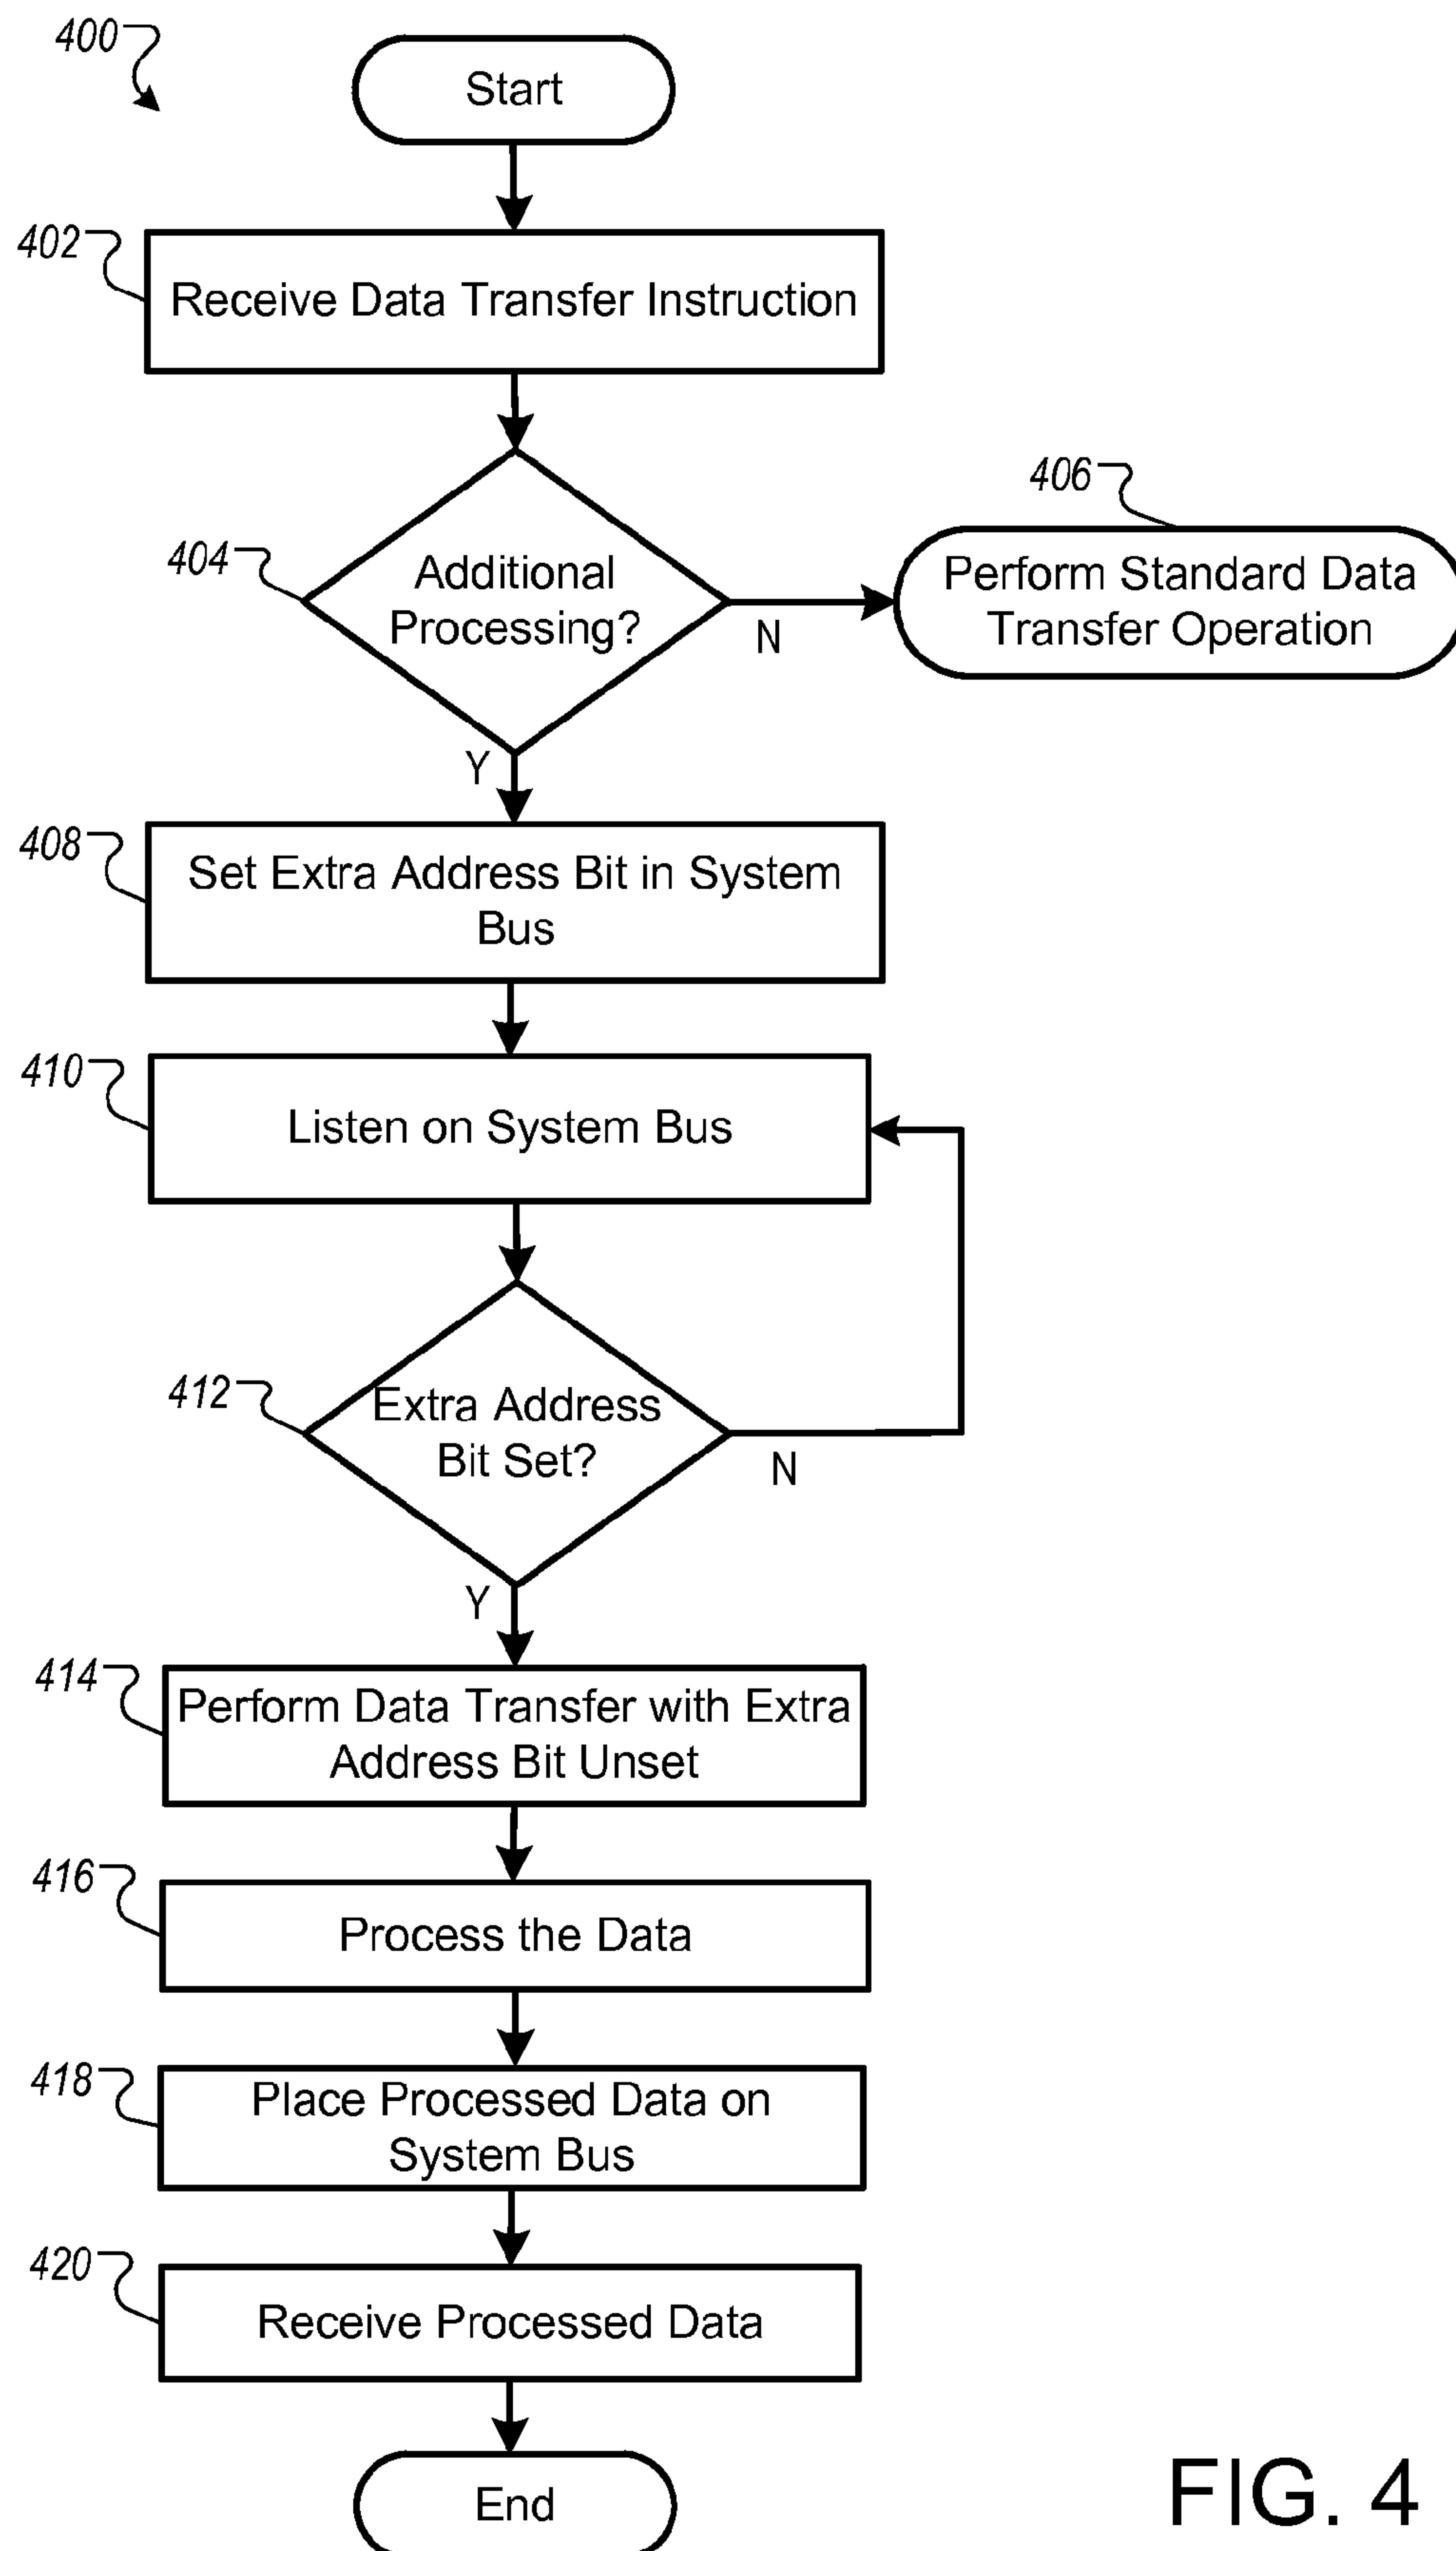 400
Start
402
Receive Data Transfer Instruction
404
Additional
Processing?
N
406
Perform Standard Data
Transfer Operation
Y
408
Set Extra Address Bit in System
Bus
410
Listen on System Bus
412
Extra Address
Bit Set?
N
Y
414
Perform Data Transfer with Extra
Address Bit Unset
416
Process the Data
418
Place Processed Data on
System Bus
420
Receive Processed Data
End
FIG. 4